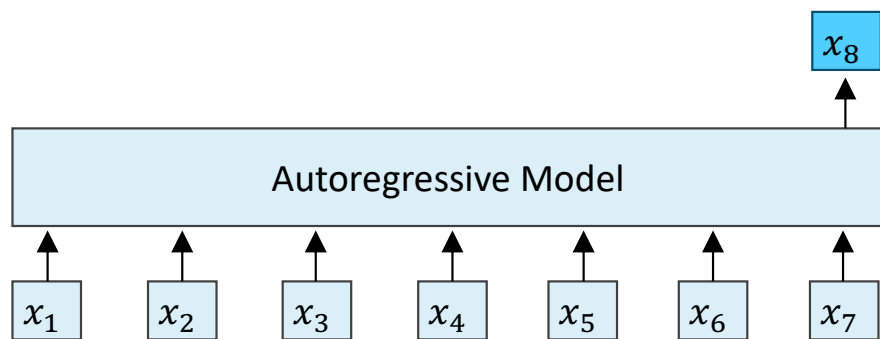 x₈
Autoregressive Model
x₁ x₂ x₃ x₄ x₅ x₆ x₇